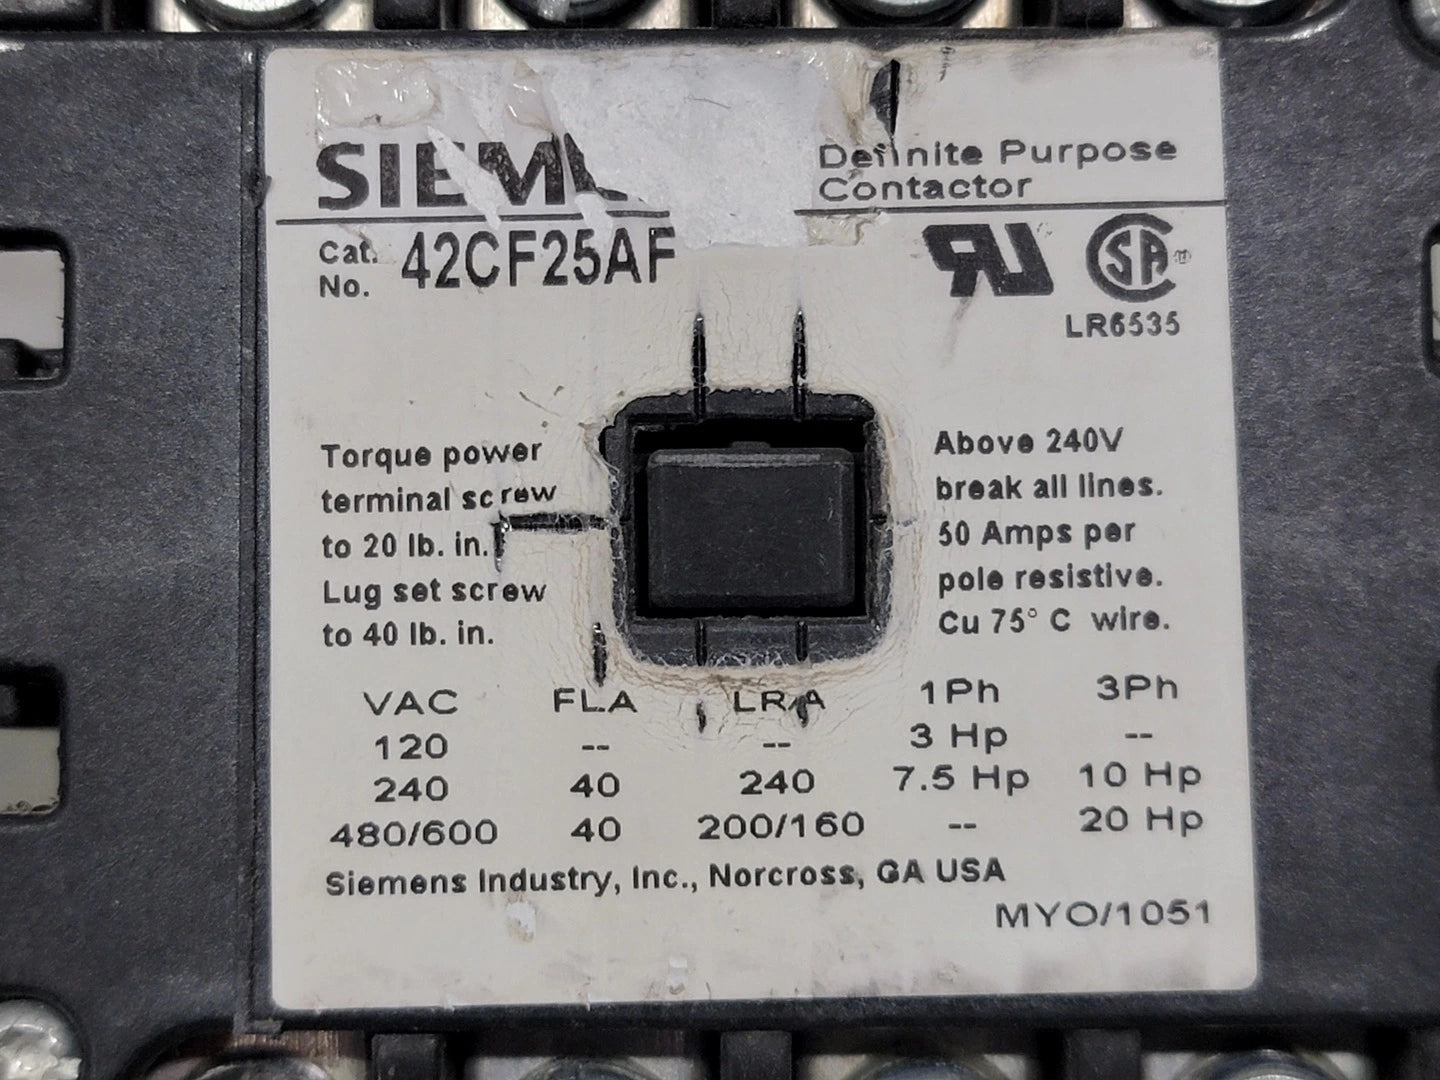 SIEM
Definite Purpose
Contactor
Cat. No. 42CF25AF
LR6535
Torque power
terminal screw
to 20 lb. in.
Lug set screw
to 40 lb. in.
Above 240V
break all lines.
50 Amps per
pole resistive.
Cu 75° C wire.
VAC FLA LRA 1Ph 3Ph
120 -- -- 3 Hp --
240 40 240 7.5 Hp 10 Hp
480/600 40 200/160 -- 20 Hp
Siemens Industry, Inc., Norcross, GA USA
MYO/1051